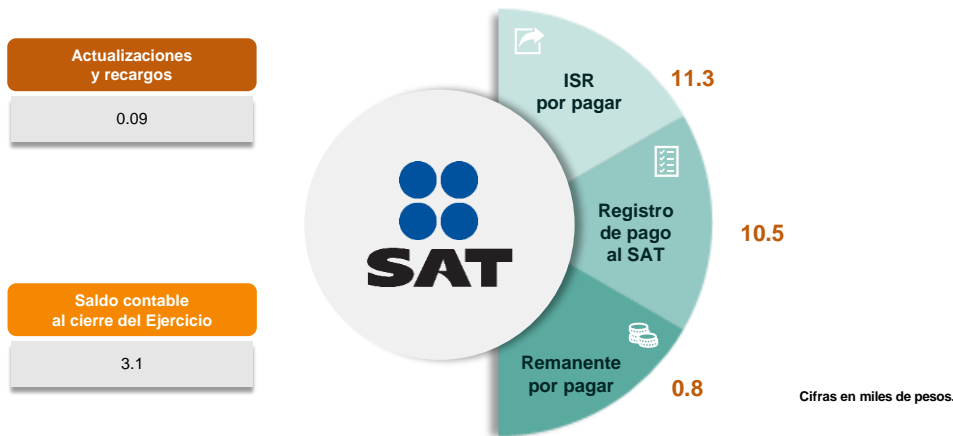 Actualizaciones
y recargos
0.09
Saldo contable
al cierre del Ejercicio
3.1
SAT
ISR
por pagar
11.3
Registro
de pago
al SAT
10.5
Remanente
por pagar
0.8
Cifras en miles de pesos.